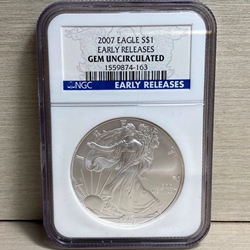 2007 EAGLE S$1
EARLY RELEASES
GEM UNCIRCULATED
1559874-163
NGC EARLY RELEASES